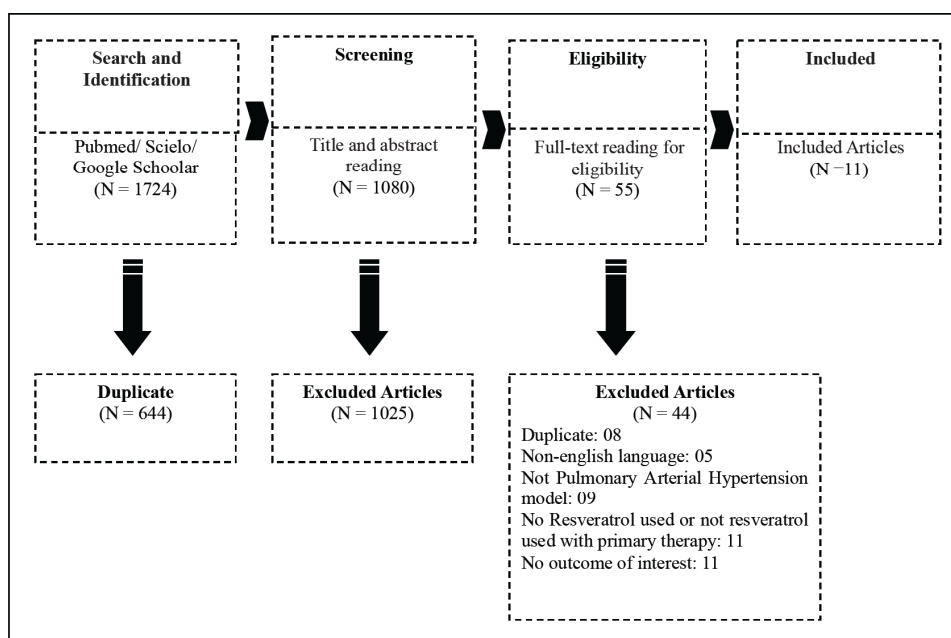 Search and
Identification
Pubmed/ Scielo/
Google Schoolar
(N = 1724)
Screening
Title and abstract
reading
(N = 1080)
Eligibility
Full-text reading for
eligibility
(N = 55)
Included
Included Articles
(N −11)
Duplicate
(N = 644)
Excluded Articles
(N = 1025)
Excluded Articles
(N = 44)
Duplicate: 08
Non-english language: 05
Not Pulmonary Arterial Hypertension
model: 09
No Resveratrol used or not resveratrol
used with primary therapy: 11
No outcome of interest: 11